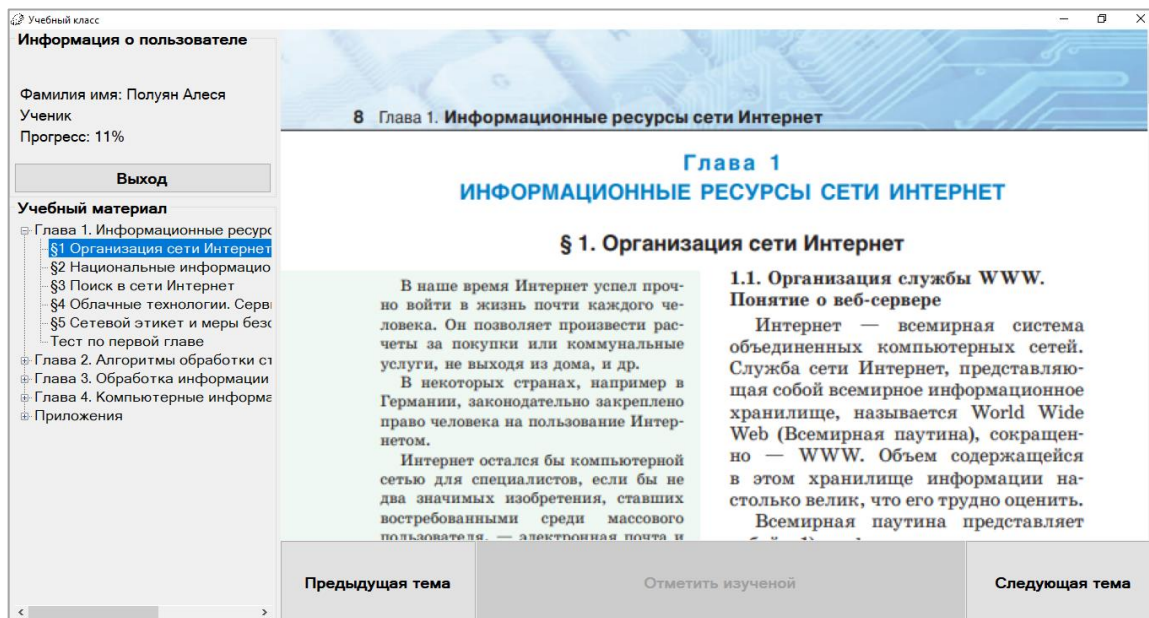 Учебный класс
Информация о пользователе
Фамилия имя: Полуян Алеся
Ученик
Прогресс: 11%
Выход
Учебный материал
Глава 1. Информационные ресурс
§1 Организация сети Интернет
§2 Национальные информацио
§3 Поиск в сети Интернет
§4 Облачные технологии. Серви
§5 Сетевой этикет и меры безо
Тест по первой главе
Глава 2. Алгоритмы обработки ст
Глава 3. Обработка информации
Глава 4. Компьютерные информа
Приложения
8 Глава 1. Информационные ресурсы сети Интернет
Глава 1
ИНФОРМАЦИОННЫЕ РЕСУРСЫ СЕТИ ИНТЕРНЕТ
§ 1. Организация сети Интернет
В наше время Интернет успел проч-
но войти в жизнь почти каждого че-
ловека. Он позволяет произвести рас-
четы за покупки или коммунальные
услуги, не выходя из дома, и др.
В некоторых странах, например в
Германии, законодательно закреплено
право человека на пользование Интер-
нетом.
Интернет остался бы компьютерной
сетью для специалистов, если бы не
два значимых изобретения, ставших
востребованными среди массового
пользователя, — электронная почта и
1.1. Организация службы WWW.
Понятие о веб-сервере
Интернет — всемирная система
объединенных компьютерных сетей.
Служба сети Интернет, представляю-
щая собой всемирное информационное
хранилище, называется World Wide
Web (Всемирная паутина), сокращен-
но — WWW. Объем содержащейся
в этом хранилище информации на-
столько велик, что его трудно оценить.
Всемирная паутина представляет
Предыдущая тема
Отметить изученой
Следующая тема